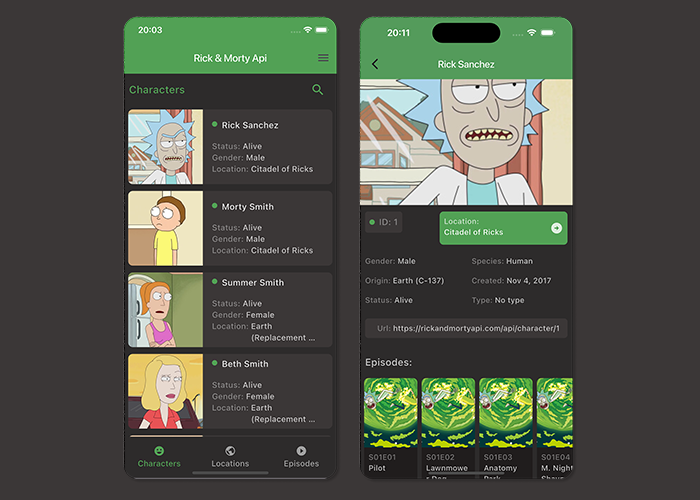 20:03
Rick & Morty Api
Characters
Rick Sanchez
Status: Alive
Gender: Male
Location: Citadel of Ricks
Morty Smith
Status: Alive
Gender: Male
Location: Citadel of Ricks
Summer Smith
Status: Alive
Gender: Female
Location: Earth
(Replacement ...
Beth Smith
Status: Alive
Gender: Female
Location: Earth
(Replacement ...
Characters
Locations
Episodes
20:11
Rick Sanchez
ID: 1
Location:
Citadel of Ricks
Gender: Male
Species: Human
Origin: Earth (C-137)
Created: Nov 4, 2017
Status: Alive
Type: No type
Url: https://rickandmortyapi.com/api/character/1
Episodes:
S01E01
Pilot
S01E02
Lawnmowe
r Dog
S01E03
Anatomy
Park
S01E04
M. Night